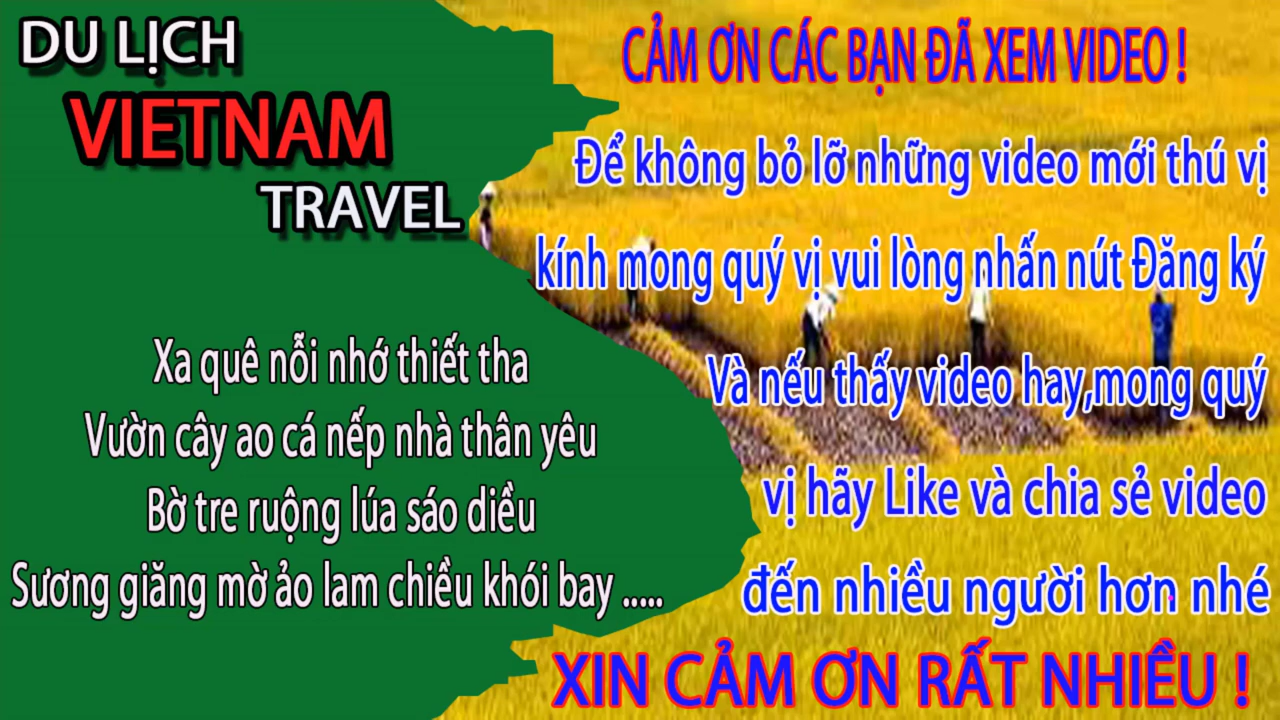 DU LỊCH
VIETNAM
TRAVEL
Xa quê nỗi nhớ thiết tha
Vườn cây ao cá nếp nhà thân yêu
Bờ tre ruộng lúa sáo diều
Sương giăng mờ ảo lam chiều khói bay .....
CẢM ƠN CÁC BẠN ĐÃ XEM VIDEO !
Để không bỏ lỡ những video mới thú vị
kính mong quý vị vui lòng nhấn nút Đăng ký
Và nếu thấy video hay,mong quý
vị hãy Like và chia sẻ video
đến nhiều người hơn nhé
XIN CẢM ƠN RẤT NHIỀU !